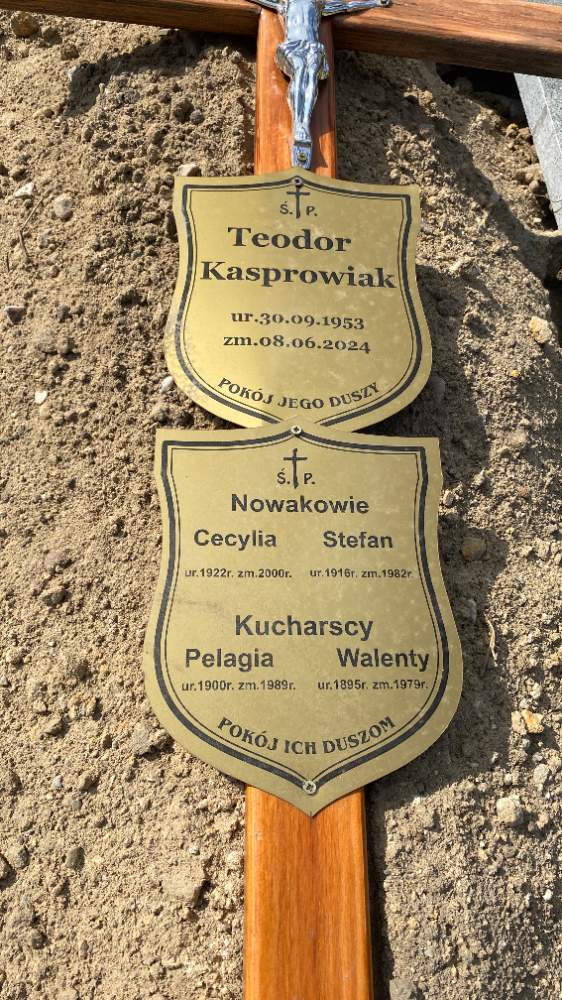 Ś. P.
Teodor
Kasprowiak
ur.30.09.1953
zm.08.06.2024
POKÓJ JEGO DUSZY
Ś. P.
Nowakowie
Cecylia Stefan
ur.1922r. zm.2000r. ur.1916r. zm.1982r.
Kucharscy
Pelagia Walenty
ur.1900r. zm.1989r. ur.1895r. zm.1979r.
POKÓJ ICH DUSZOM